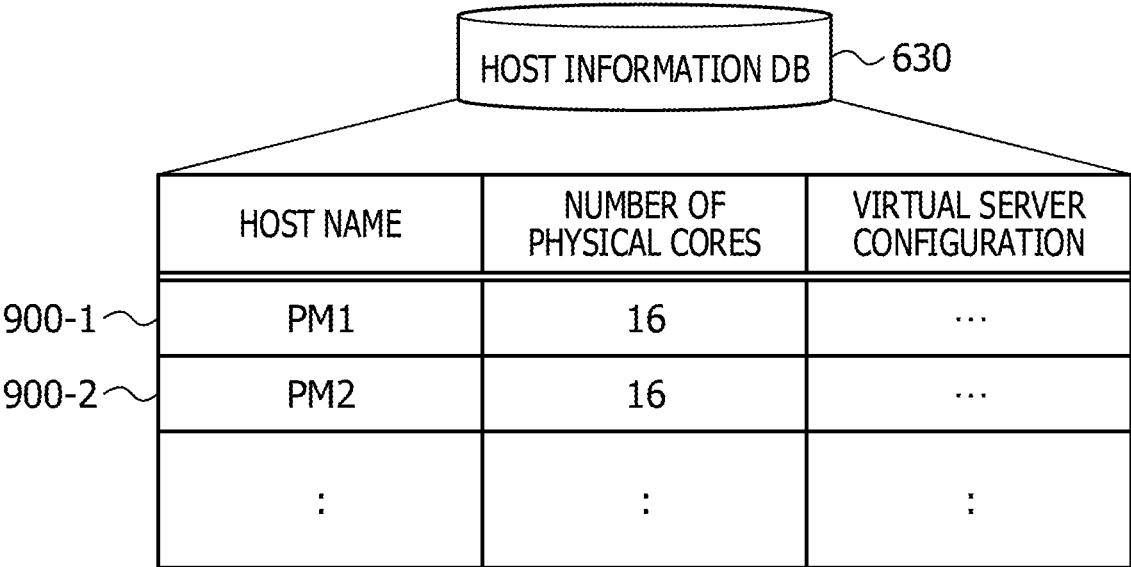 HOST INFORMATION DB
630
HOST NAME
NUMBER OF
PHYSICAL CORES
VIRTUAL SERVER
CONFIGURATION
900-1 PM1 16 ...
900-2 PM2 16 ...
: : :